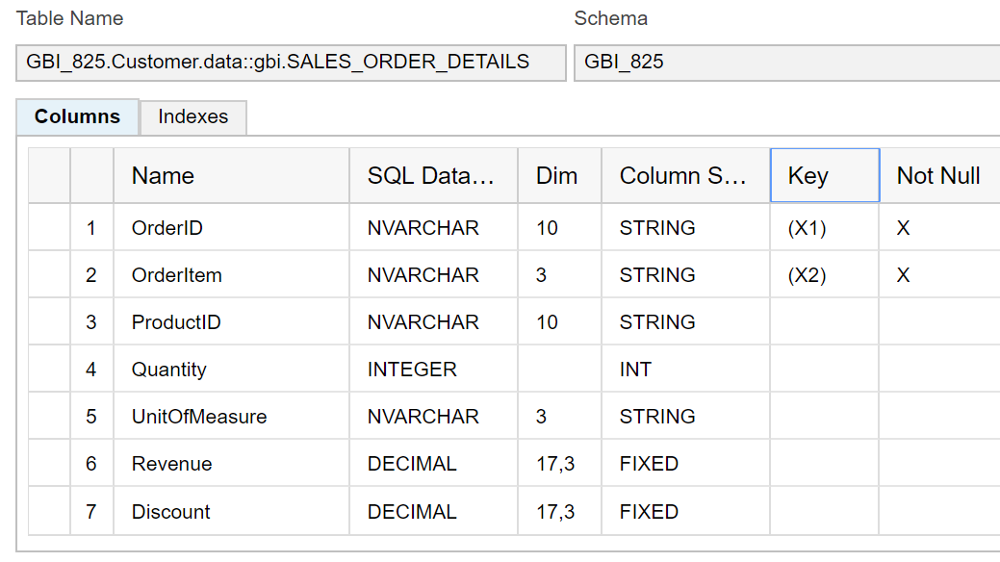 Table Name Schema
GBI_825.Customer.data::gbi.SALES_ORDER_DETAILS GBI_825
Columns Indexes
Name SQL Data... Dim Column S... Key Not Null
1 OrderID NVARCHAR 10 STRING (X1) X
2 OrderItem NVARCHAR 3 STRING (X2) X
3 ProductID NVARCHAR 10 STRING
4 Quantity INTEGER INT
5 UnitOfMeasure NVARCHAR 3 STRING
6 Revenue DECIMAL 17,3 FIXED
7 Discount DECIMAL 17,3 FIXED